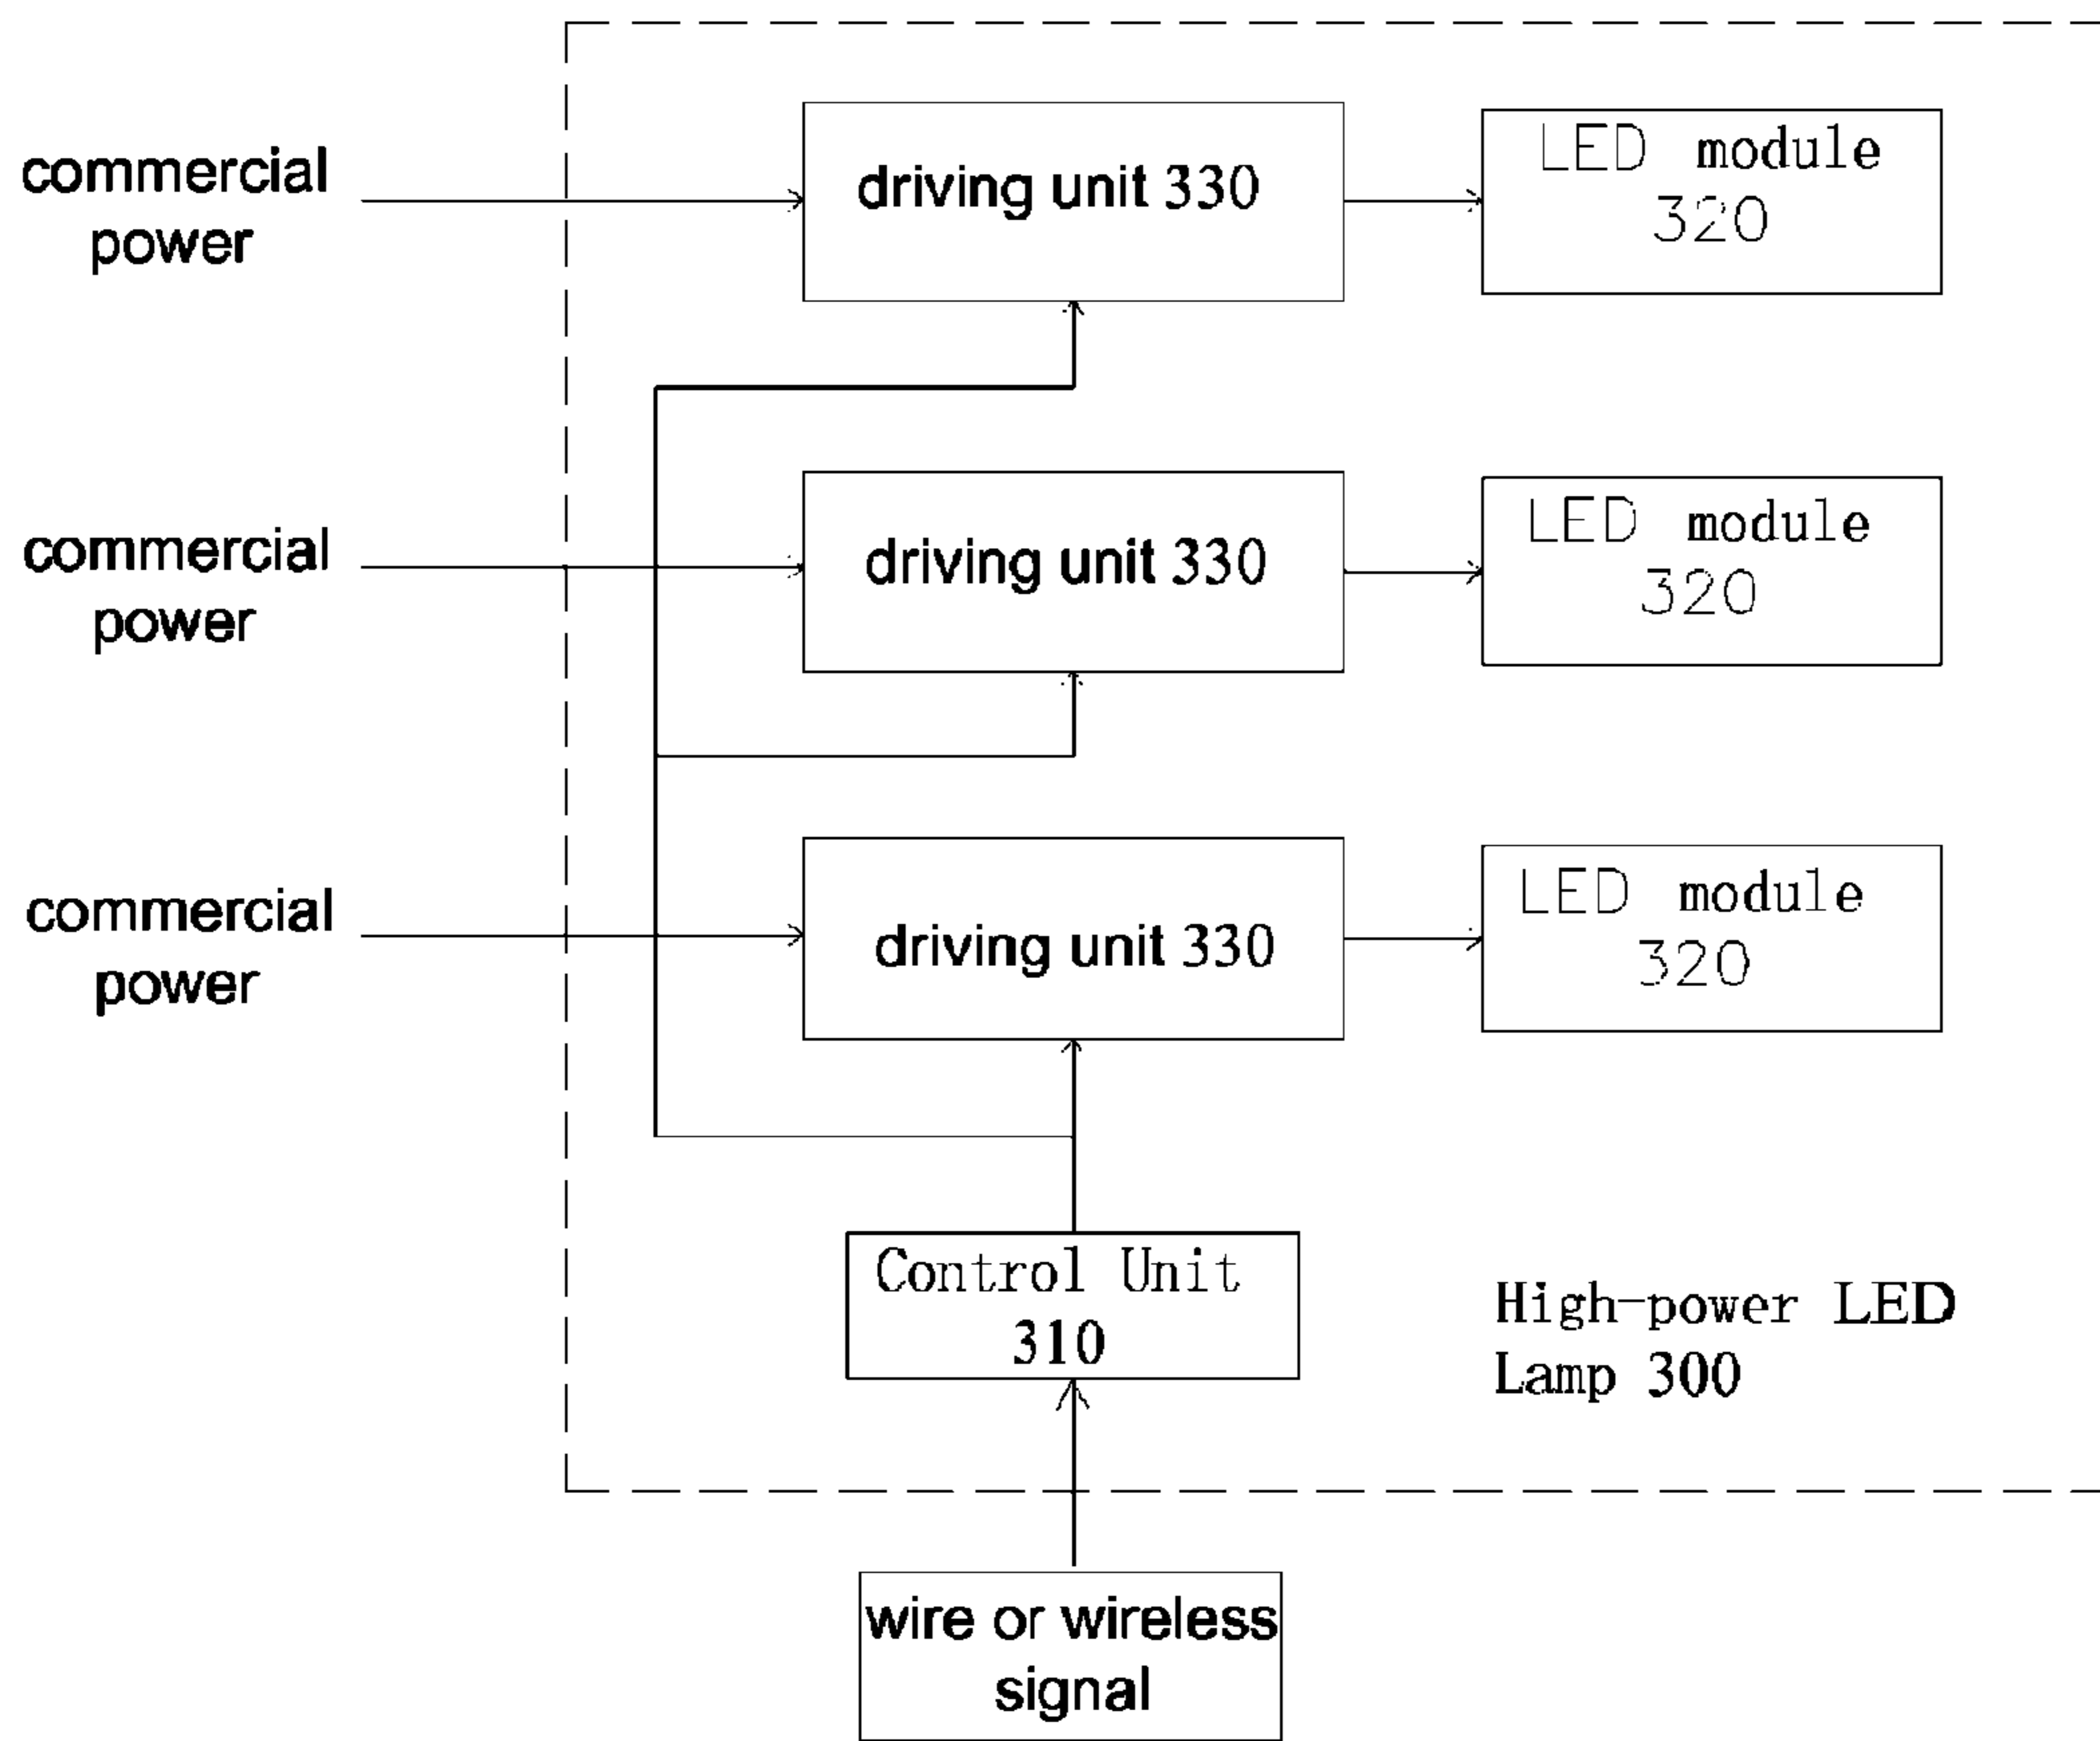 commercial
power
driving unit 330
LED module
320
commercial
power
driving unit 330
LED module
320
commercial
power
driving unit 330
LED module
320
Control Unit
310
High-power LED
Lamp 300
wire or wireless
signal